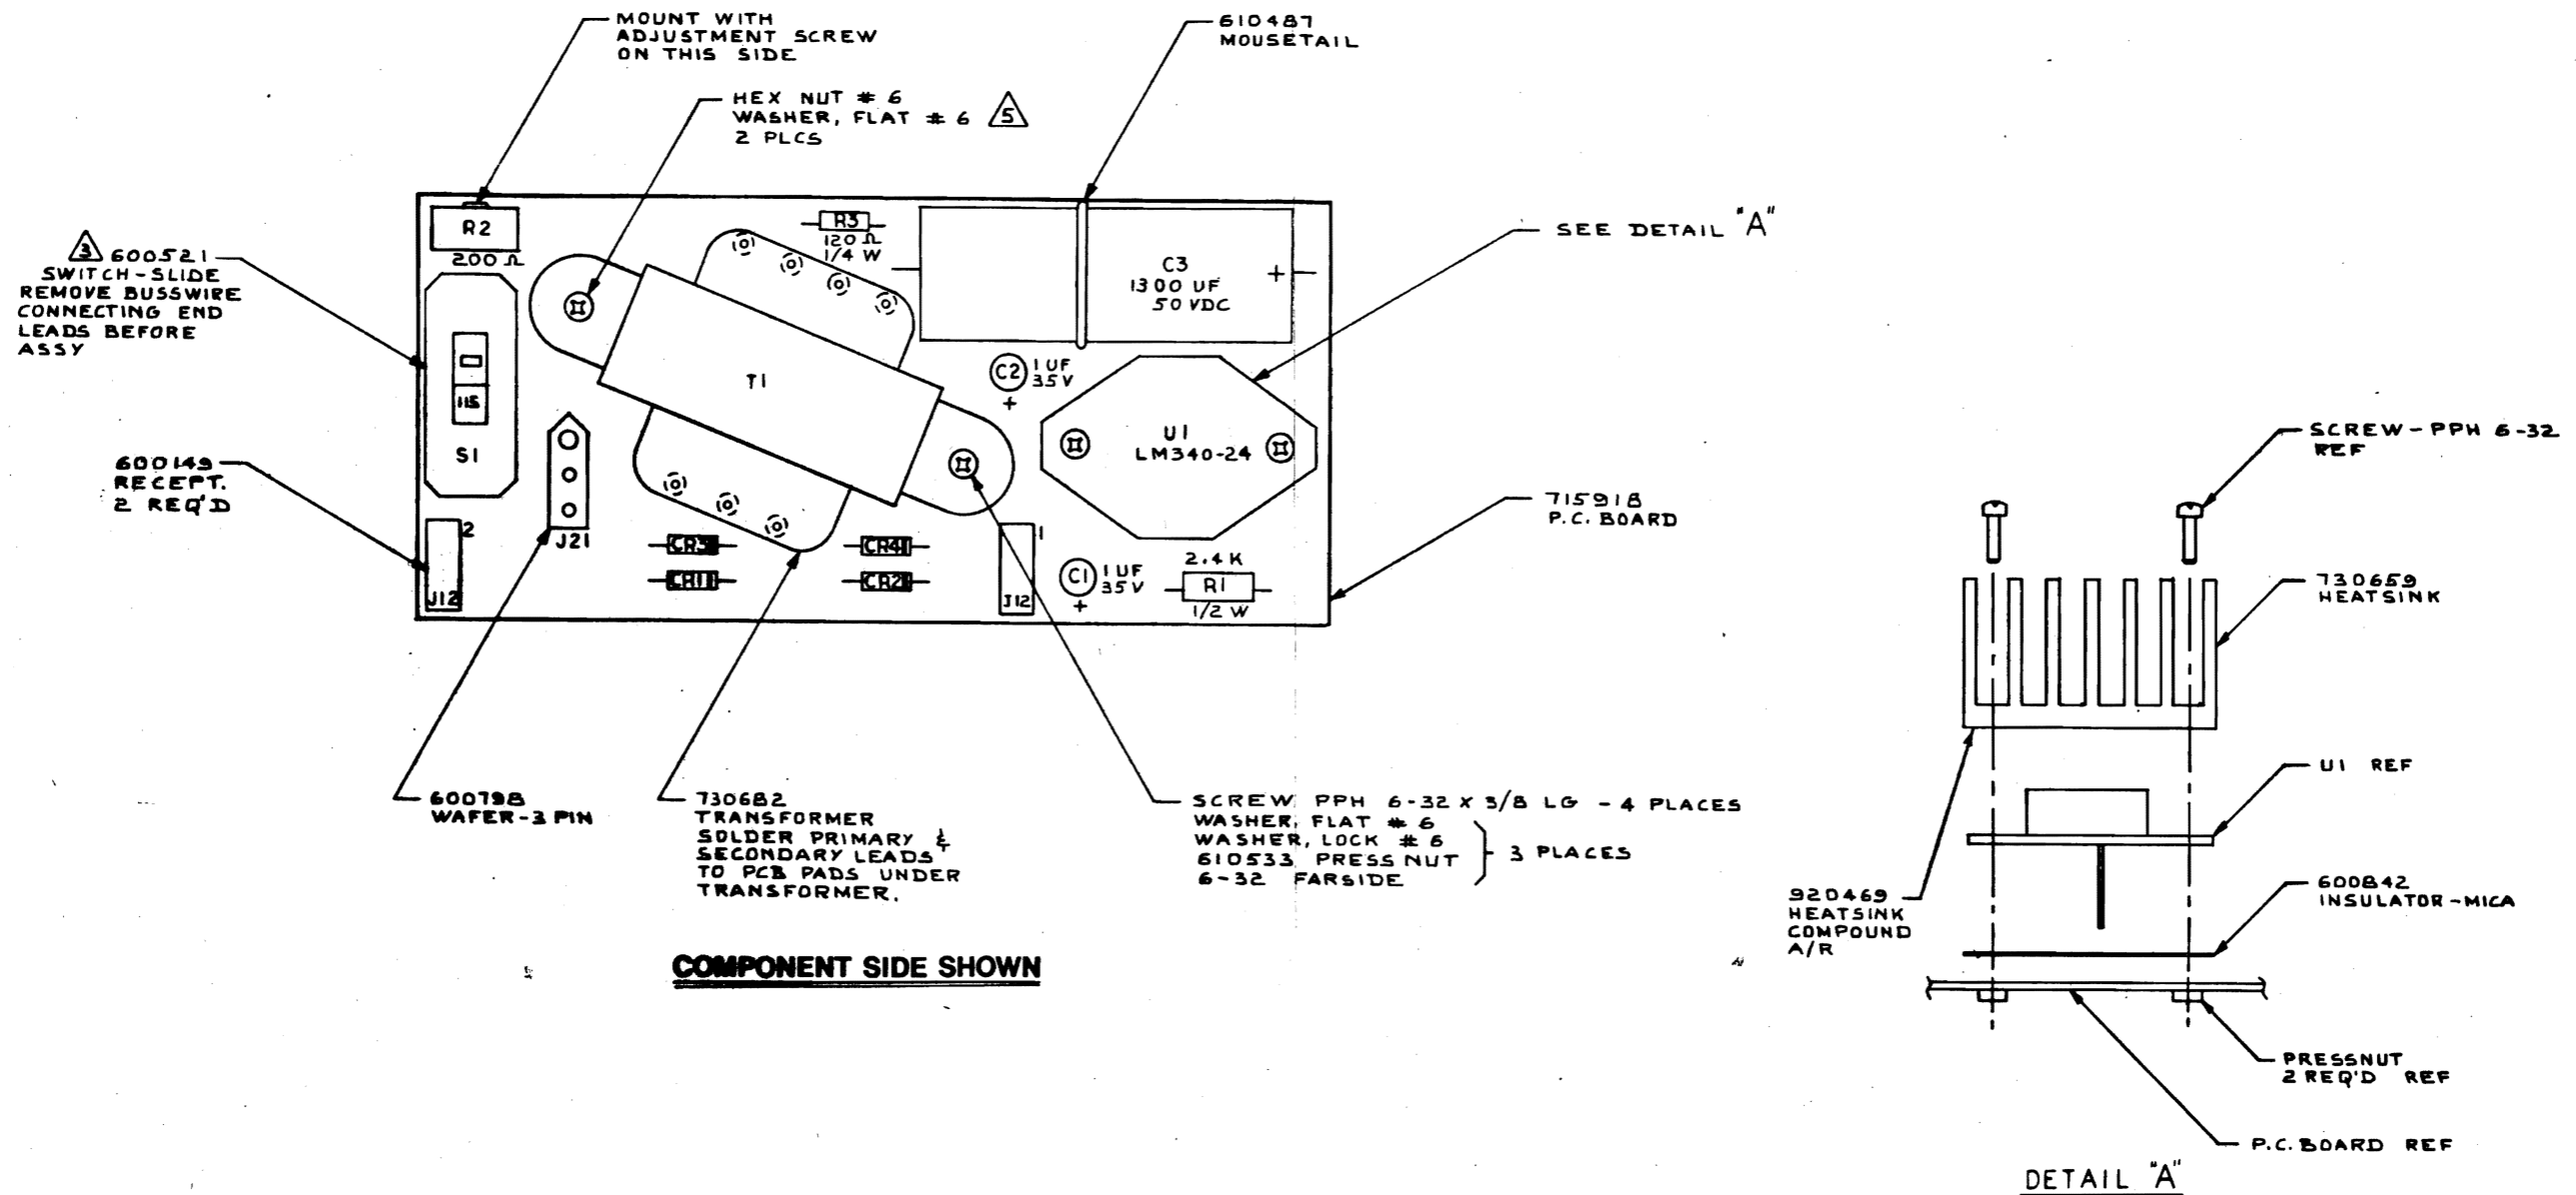 MOUNT WITH
ADJUSTMENT SCREW
ON THIS SIDE
HEX NUT # 6
WASHER, FLAT # 6 5
2 PLCS
610487
MOUSETAIL
SEE DETAIL "A"
3 600521
SWITCH-SLIDE
REMOVE BUSSWIRE
CONNECTING END
LEADS BEFORE
ASSY
600149
RECEPT.
2 REQ'D
R2
200 Ω
R3
120 Ω
1/4 W
C3
1300 UF
50 VDC
+
T1
C2 1 UF
35V
+
115
S1
U1
LM340-24
J21
2
J12
CR3
CR1
CR4
CR2
1
J12
C1 1 UF
35V
+
2.4 K
R1
1/2 W
715918
P.C. BOARD
600798
WAFER-3 PIN
730682
TRANSFORMER
SOLDER PRIMARY &
SECONDARY LEADS
TO PCB PADS UNDER
TRANSFORMER.
SCREW PPH 6-32 X 3/8 LG - 4 PLACES
WASHER, FLAT # 6
WASHER, LOCK # 6
610533 PRESS NUT
6-32 FARSIDE
3 PLACES
COMPONENT SIDE SHOWN
SCREW-PPH 6-32
REF
730659
HEATSINK
U1 REF
920469
HEATSINK
COMPOUND
A/R
600842
INSULATOR-MICA
PRESSNUT
2 REQ'D REF
P.C. BOARD REF
DETAIL "A"